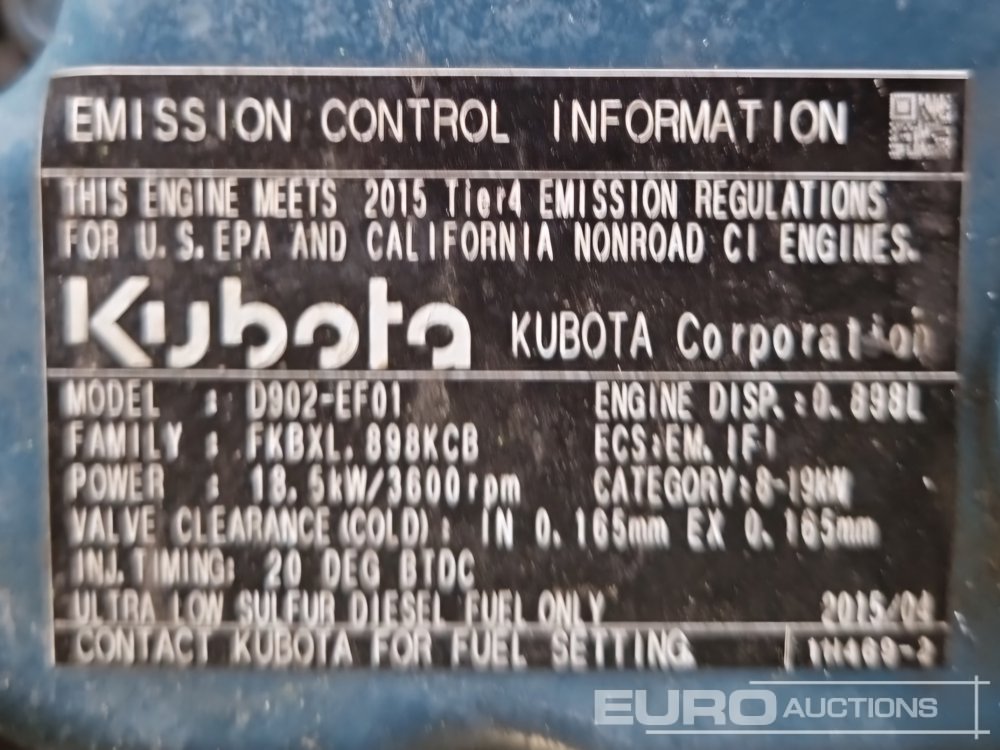 EMISSION CONTROL INFORMATION
THIS ENGINE MEETS 2015 Tier4 EMISSION REGULATIONS
FOR U.S.EPA AND CALIFORNIA NONROAD CI ENGINES.
Kubota KUBOTA Corporation
MODEL : D902-EF01 ENGINE DISP.:0.898L
FAMILY : FKBXL.898KCB ECS:EM, IFI
POWER : 18.5kW/3600rpm CATEGORY:8-19kW
VALVE CLEARANCE(COLD): IN 0.165mm EX 0.165mm
INJ.TIMING: 20 DEG BTDC
ULTRA LOW SULFUR DIESEL FUEL ONLY 2015/04
CONTACT KUBOTA FOR FUEL SETTING
EURO AUCTIONS